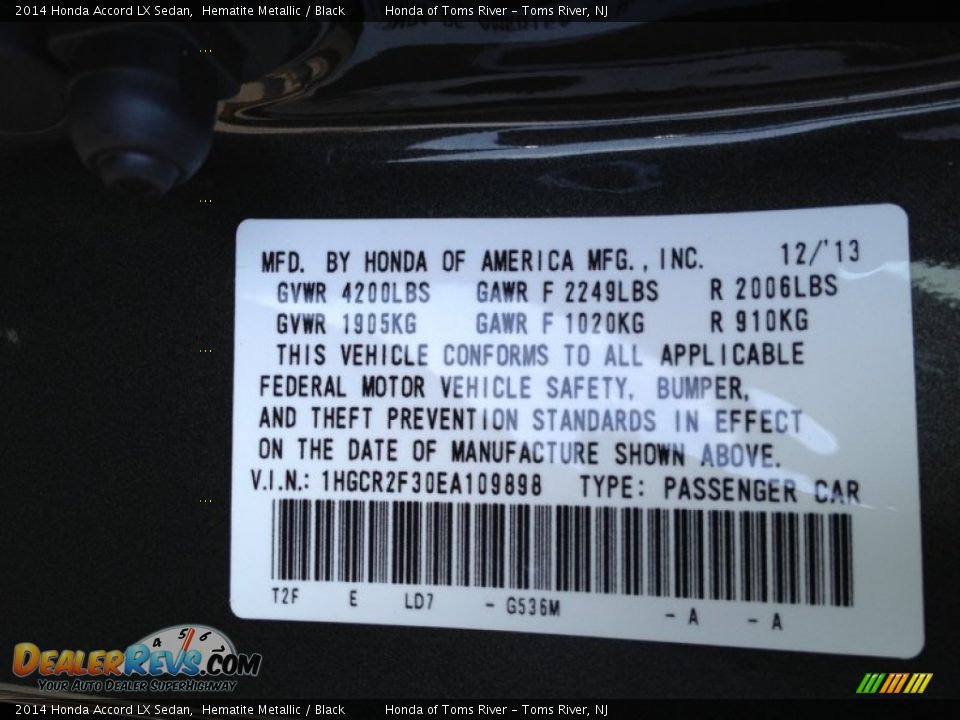 2014 Honda Accord LX Sedan, Hematite Metallic / Black Honda of Toms River - Toms River, NJ
MFD. BY HONDA OF AMERICA MFG., INC. 12/'13
GVWR 4200LBS GAWR F 2249LBS R 2006LBS
GVWR 1905KG GAWR F 1020KG R 910KG
THIS VEHICLE CONFORMS TO ALL APPLICABLE
FEDERAL MOTOR VEHICLE SAFETY, BUMPER,
AND THEFT PREVENTION STANDARDS IN EFFECT
ON THE DATE OF MANUFACTURE SHOWN ABOVE.
V.I.N.: 1HGCR2F30EA109898 TYPE: PASSENGER CAR
T2F E LD7 - G536M - A - A
4 5 6
DEALERREVS.COM
YOUR AUTO DEALER SUPERHIGHWAY
2014 Honda Accord LX Sedan, Hematite Metallic / Black Honda of Toms River - Toms River, NJ